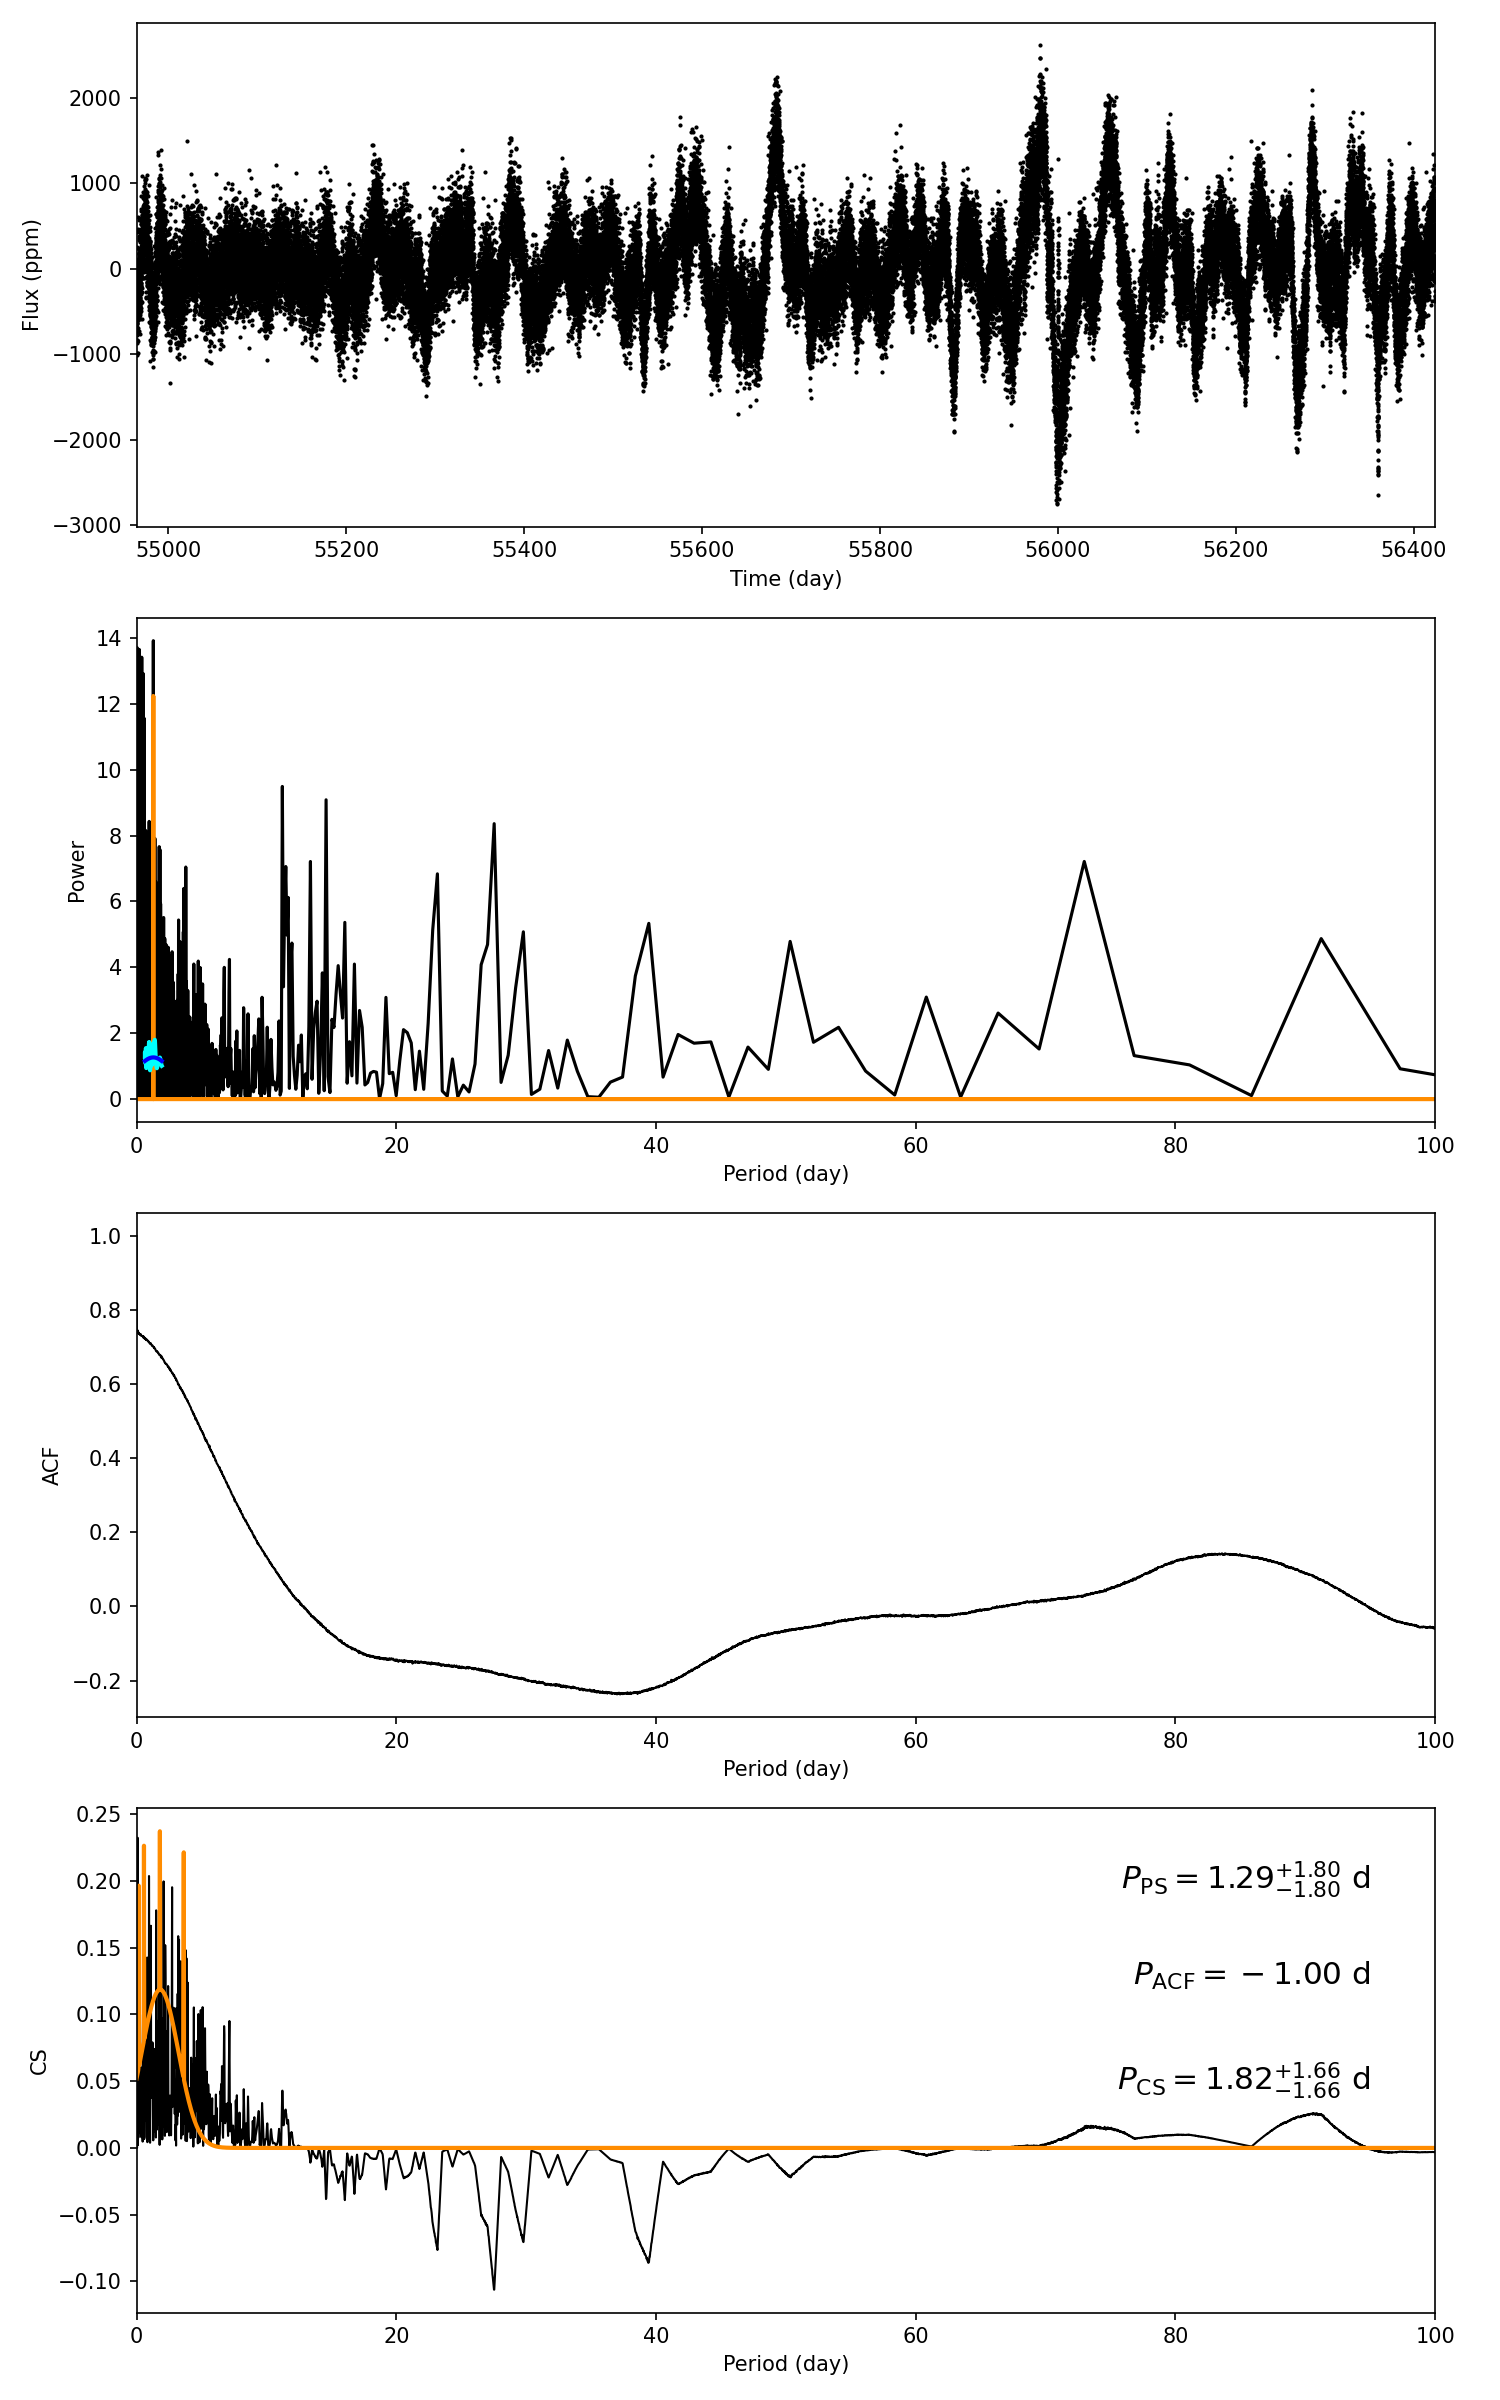 2000
1000
0
−1000
−2000
−3000
Flux (ppm)
55000 55200 55400 55600 55800 56000 56200 56400
Time (day)
14
12
10
8
6
4
2
0
Power
0 20 40 60 80 100
Period (day)
1.0
0.8
0.6
0.4
0.2
0.0
−0.2
ACF
0 20 40 60 80 100
Period (day)
0.25
0.20
0.15
0.10
0.05
0.00
−0.05
−0.10
CS
P_PS = 1.29 +1.80 −1.80 d
P_ACF = −1.00 d
P_CS = 1.82 +1.66 −1.66 d
0 20 40 60 80 100
Period (day)